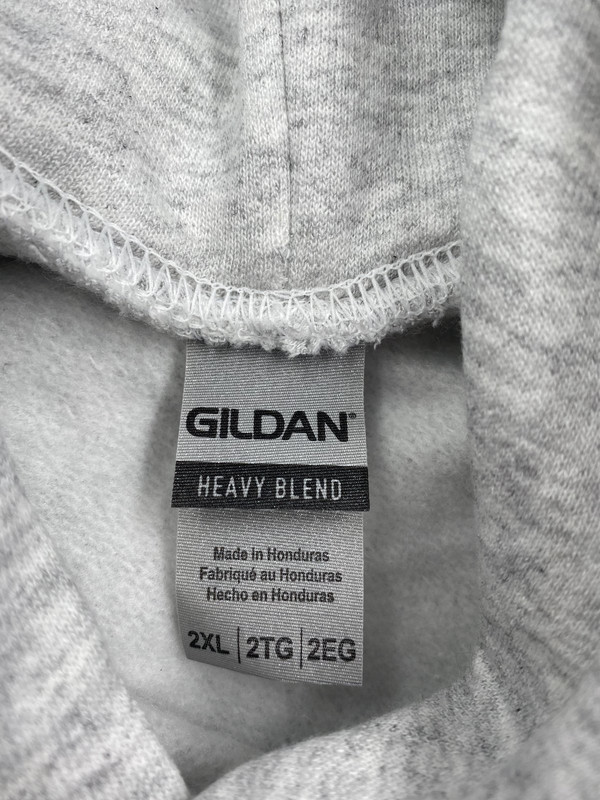 GILDAN®
HEAVY BLEND
Made in Honduras
Fabriqué au Honduras
Hecho en Honduras
2XL | 2TG | 2EG